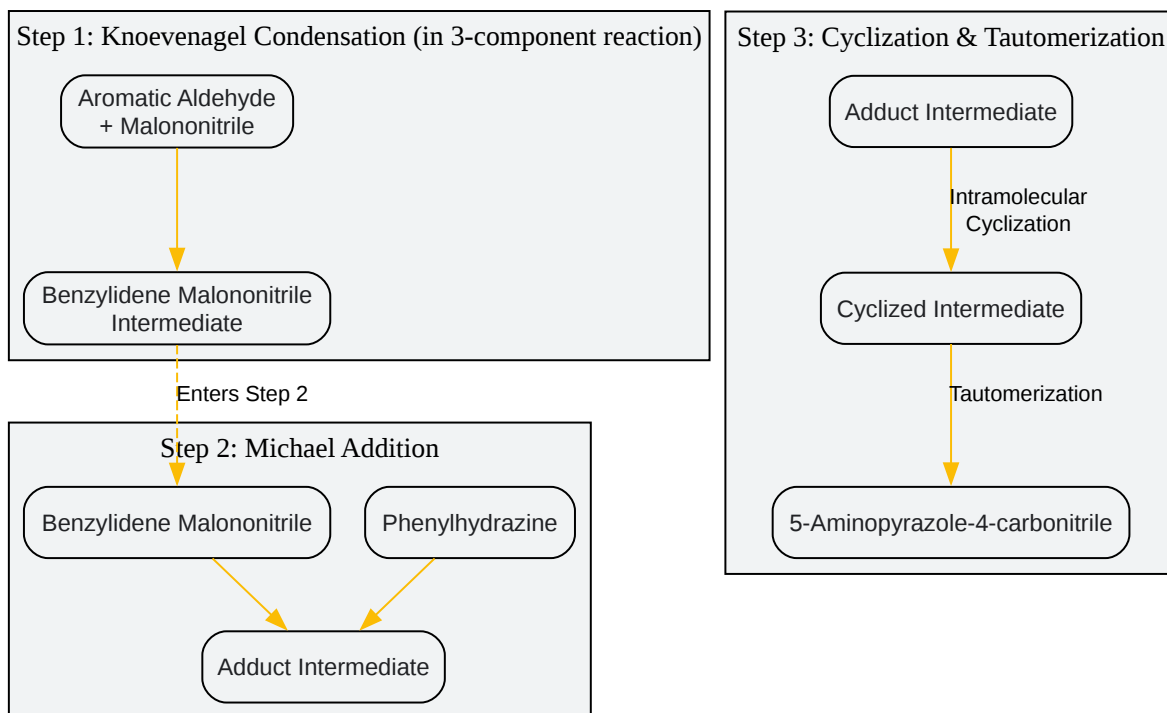 Step 1: Knoevenagel Condensation (in 3-component reaction)
Aromatic Aldehyde
+ Malononitrile
Benzylidene Malononitrile
Intermediate
Enters Step 2
Step 2: Michael Addition
Benzylidene Malononitrile
Phenylhydrazine
Adduct Intermediate
Step 3: Cyclization & Tautomerization
Adduct Intermediate
Intramolecular
Cyclization
Cyclized Intermediate
Tautomerization
5-Aminopyrazole-4-carbonitrile